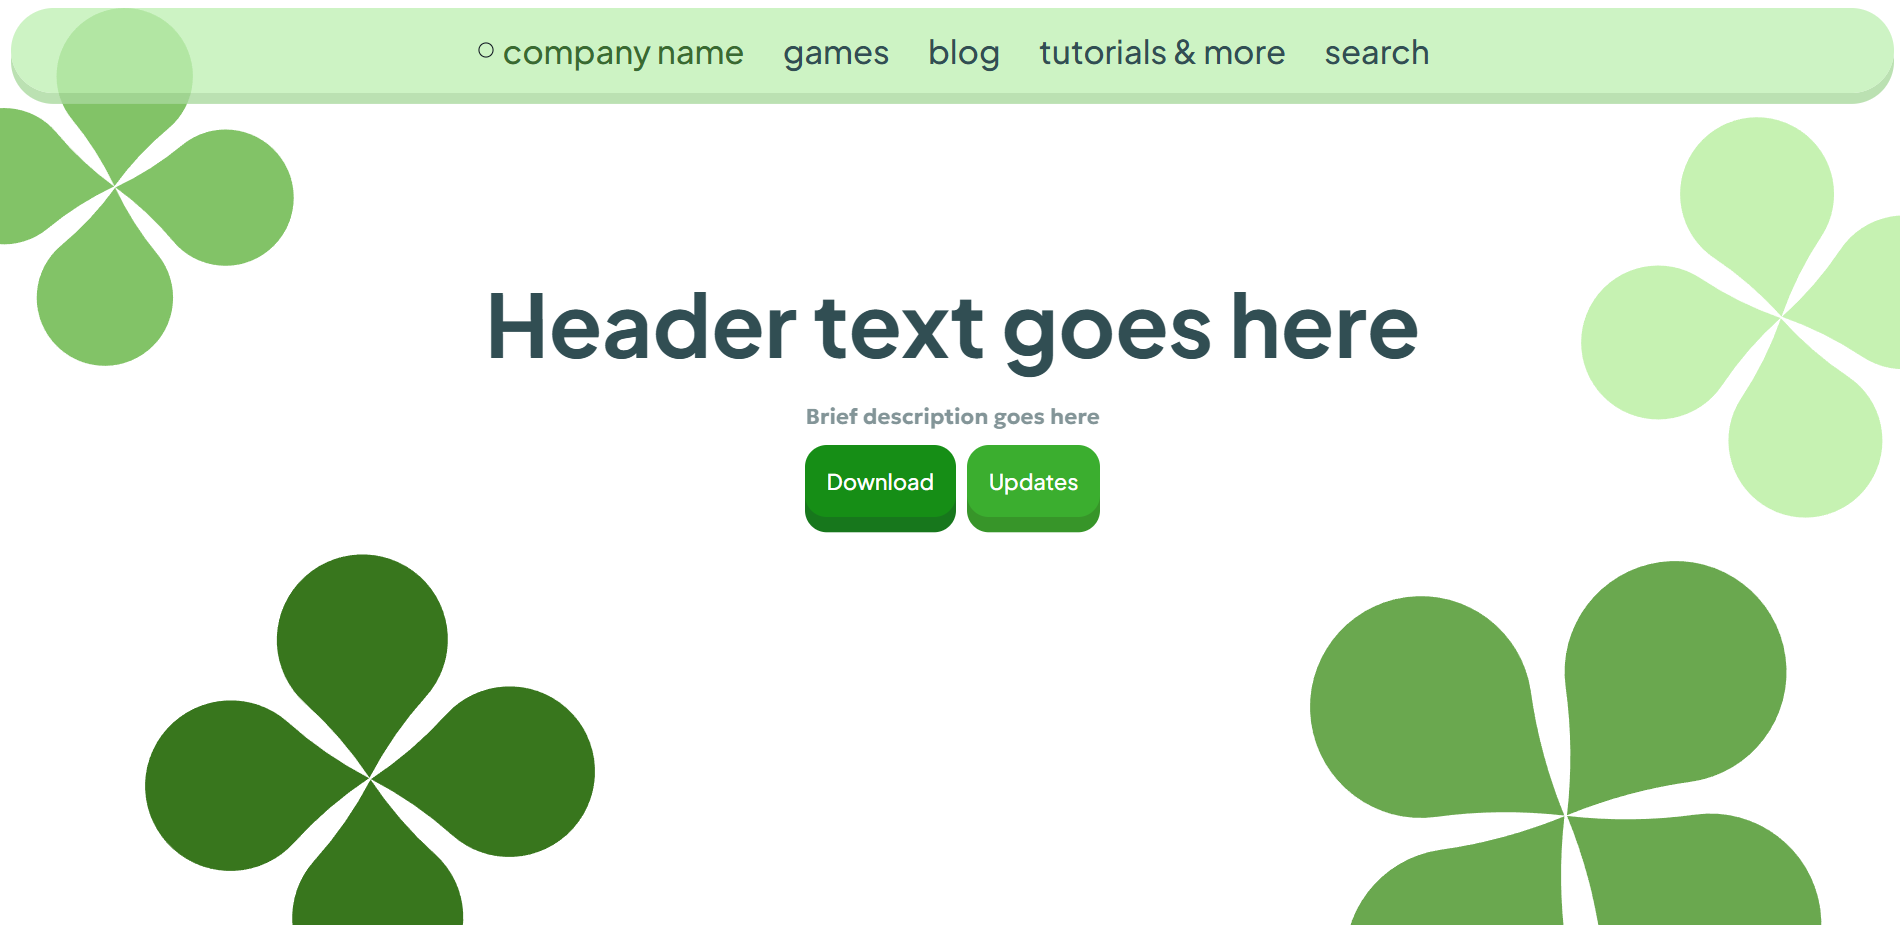 company name games blog tutorials & more search
Header text goes here
Brief description goes here
Download Updates